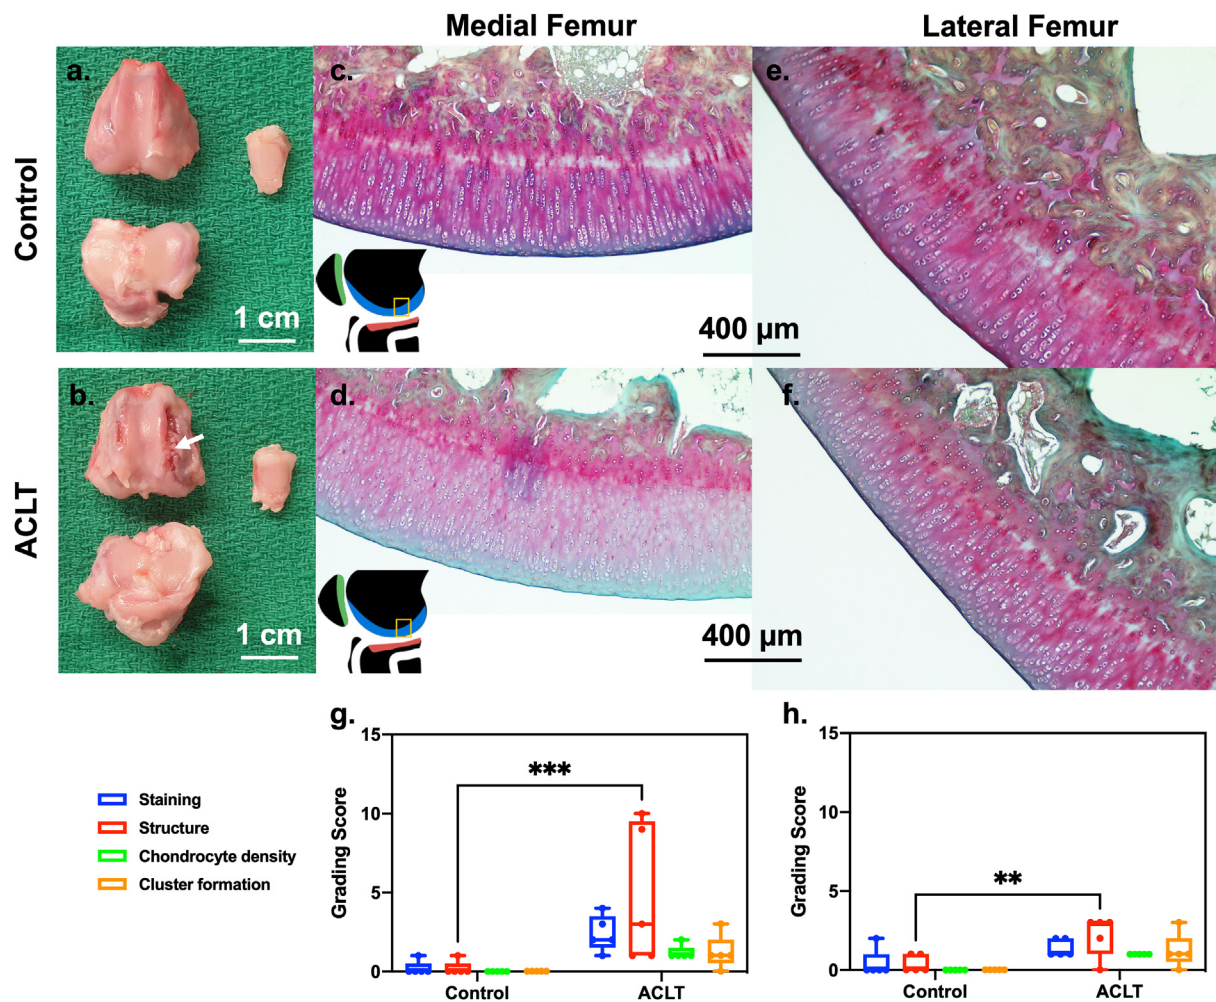 Medial Femur
Lateral Femur
Control
a.
c.
e.
1 cm
400 µm
ACLT
b.
d.
f.
1 cm
400 µm
g.
h.
Staining
Structure
Chondrocyte density
Cluster formation
Grading Score
15
10
5
0
***
Control
ACLT
Grading Score
15
10
5
0
**
Control
ACLT